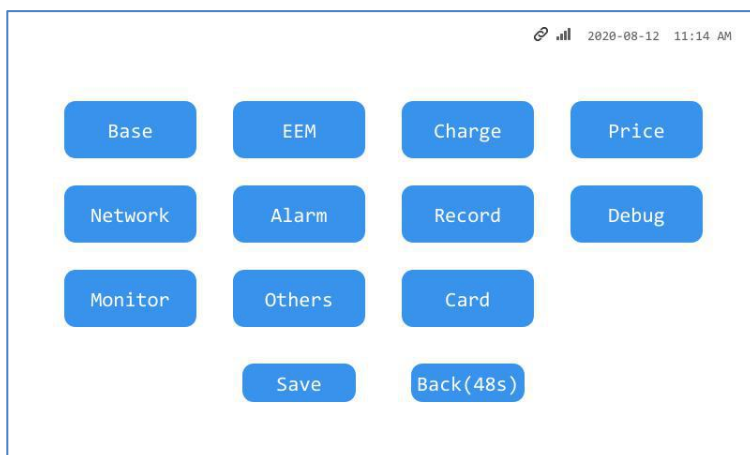 2020-08-12 11:14 AM
Base EEM Charge Price
Network Alarm Record Debug
Monitor Others Card
Save Back(48s)